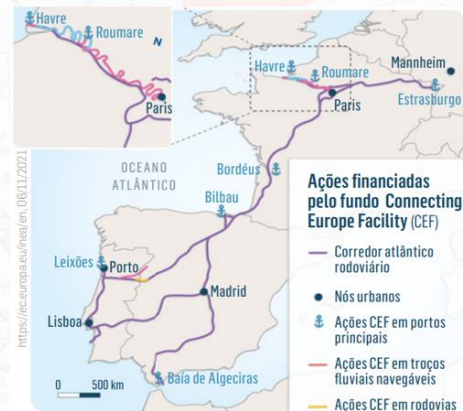 Havre
Roumare
N
Paris
Havre
Roumare
Mannheim
Paris
Estrasburgo
OCEANO
ATLÂNTICO
Bordéus
Bilbau
Leixões
Porto
Madrid
Lisboa
Baía de Algeciras
0 500 km
https://ec.europa.eu/inea/en, 06/11/2021
Ações financiadas
pelo fundo Connecting
Europe Facility (CEF)
Corredor atlântico
rodoviário
Nós urbanos
Ações CEF em portos
principais
Ações CEF em troços
fluviais navegáveis
Ações CEF em rodovias